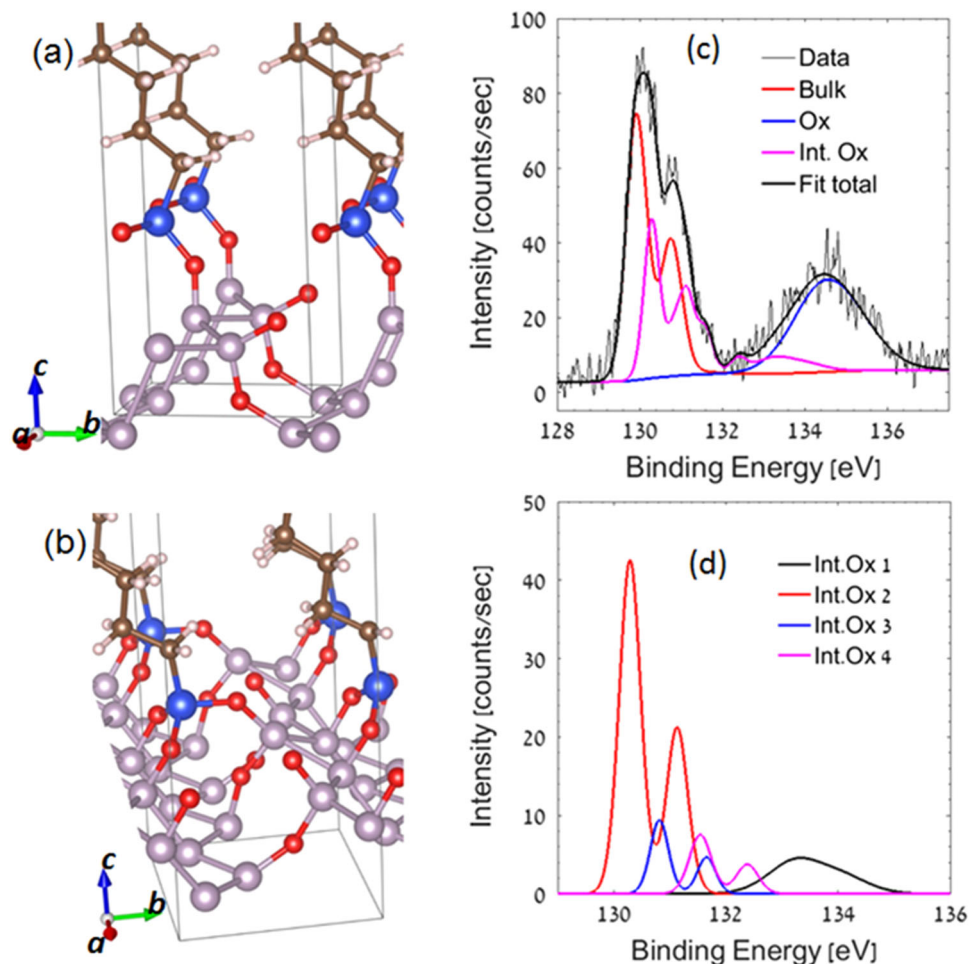 (a)
c
a
b
(b)
c
b
a
(c)
Intensity [counts/sec]
100
80
60
40
20
0
Data
Bulk
Ox
Int. Ox
Fit total
128 130 132 134 136
Binding Energy [eV]
(d)
Intensity [counts/sec]
50
40
30
20
10
0
Int.Ox 1
Int.Ox 2
Int.Ox 3
Int.Ox 4
130 132 134 136
Binding Energy [eV]